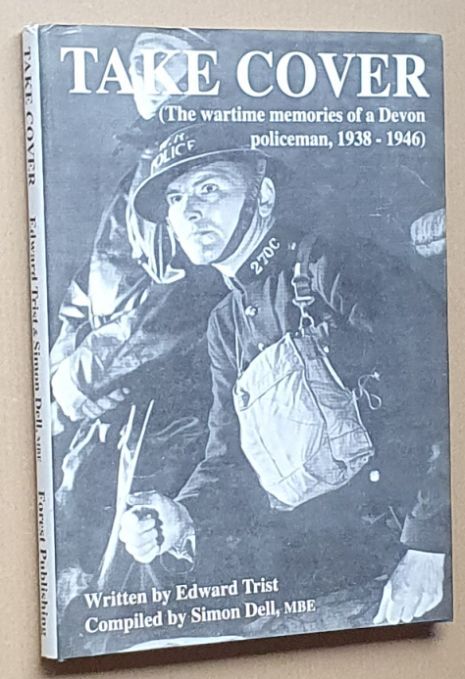 TAKE COVER
(The wartime memories of a Devon
policeman, 1938 - 1946)
W.R.
POLICE
270C
Written by Edward Trist
Compiled by Simon Dell, MBE
TAKE COVER Edward Trist & Simon Dell, MBE Forest Publishing